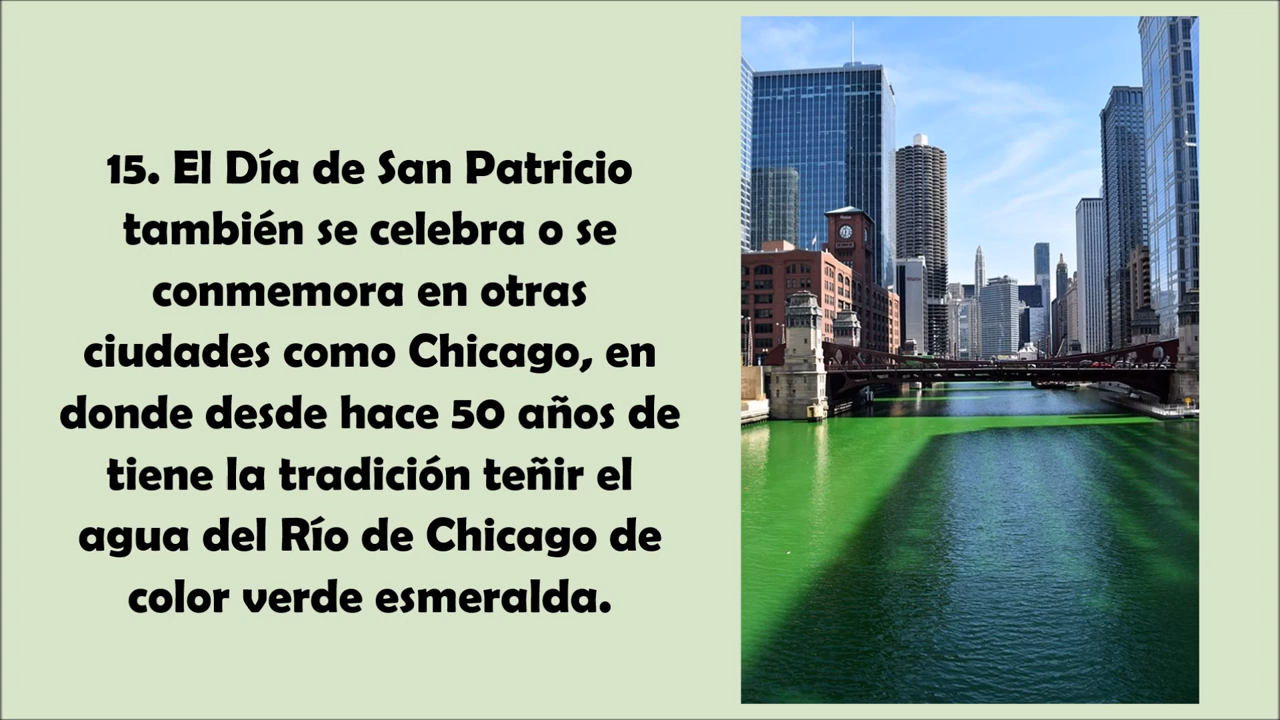 15. El Día de San Patricio
también se celebra o se
conmemora en otras
ciudades como Chicago, en
donde desde hace 50 años de
tiene la tradición teñir el
agua del Río de Chicago de
color verde esmeralda.